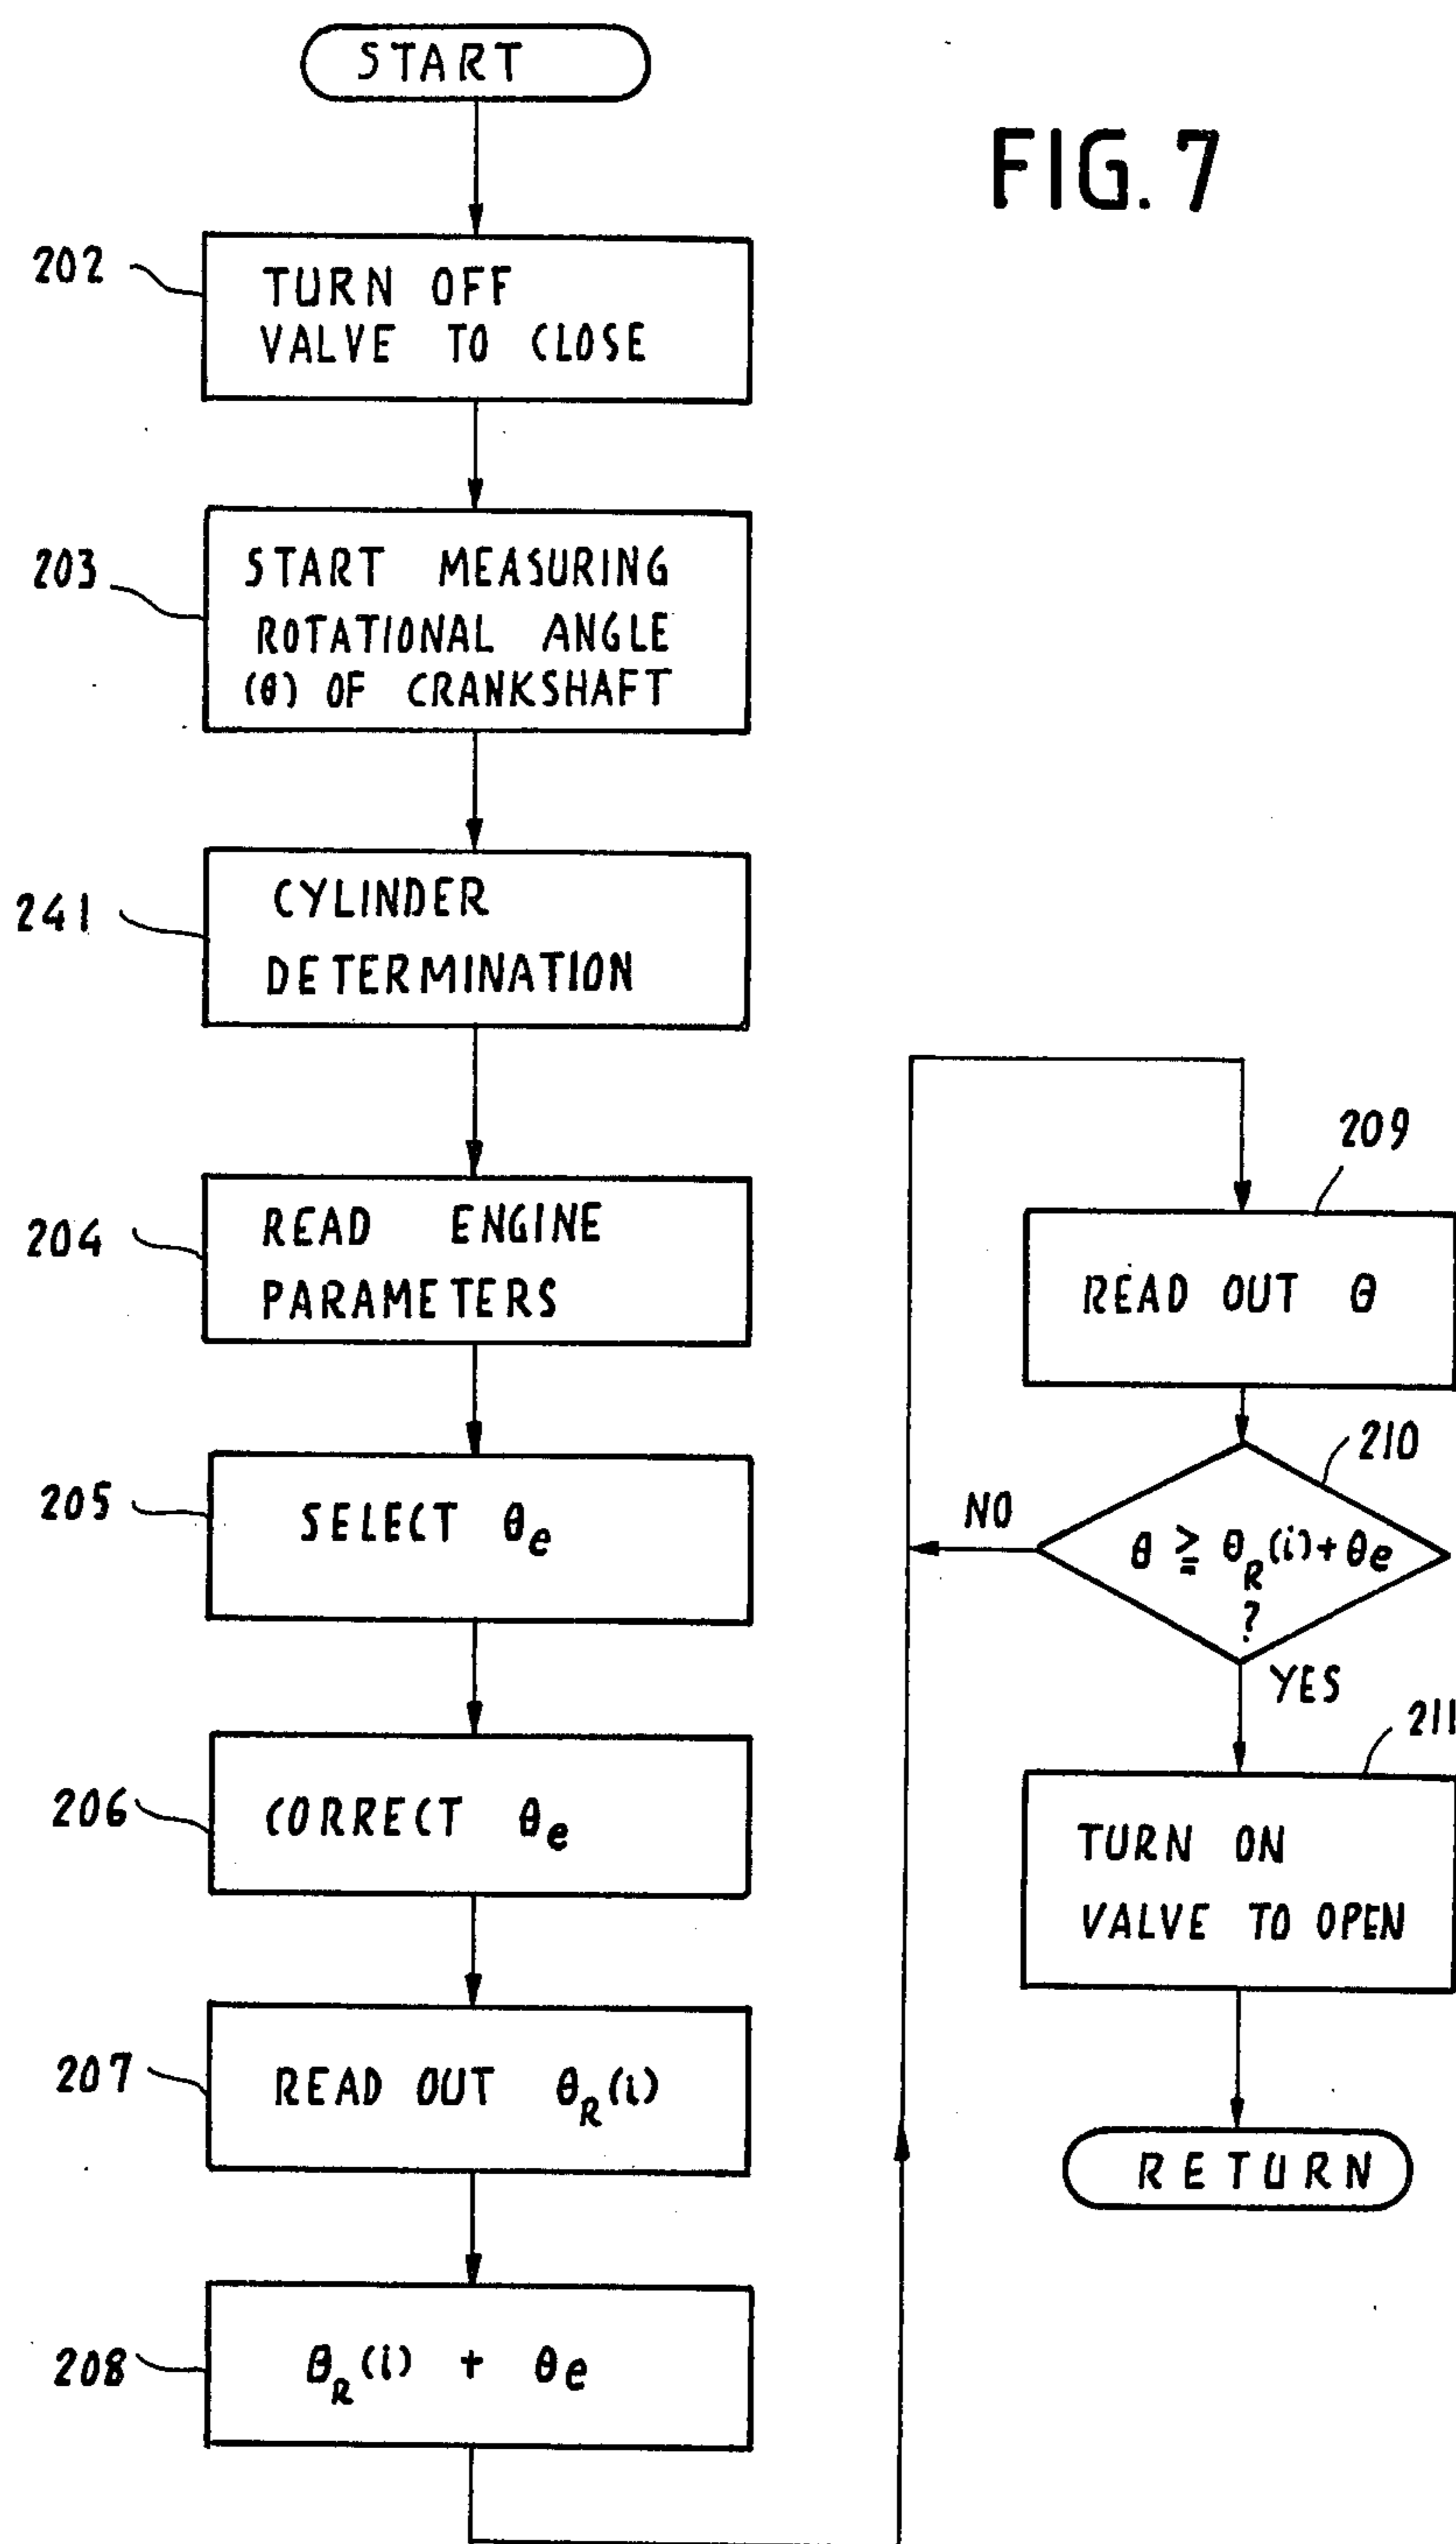 START
FIG. 7
202
TURN OFF
VALVE TO CLOSE
203
START MEASURING
ROTATIONAL ANGLE
(θ) OF CRANKSHAFT
241
CYLINDER
DETERMINATION
204
READ ENGINE
PARAMETERS
205
SELECT θe
206
CORRECT θe
207
READ OUT θR(i)
208
θR(i) + θe
209
READ OUT θ
210
NO
θ ≧ θR(i)+θe
?
YES
211
TURN ON
VALVE TO OPEN
RETURN